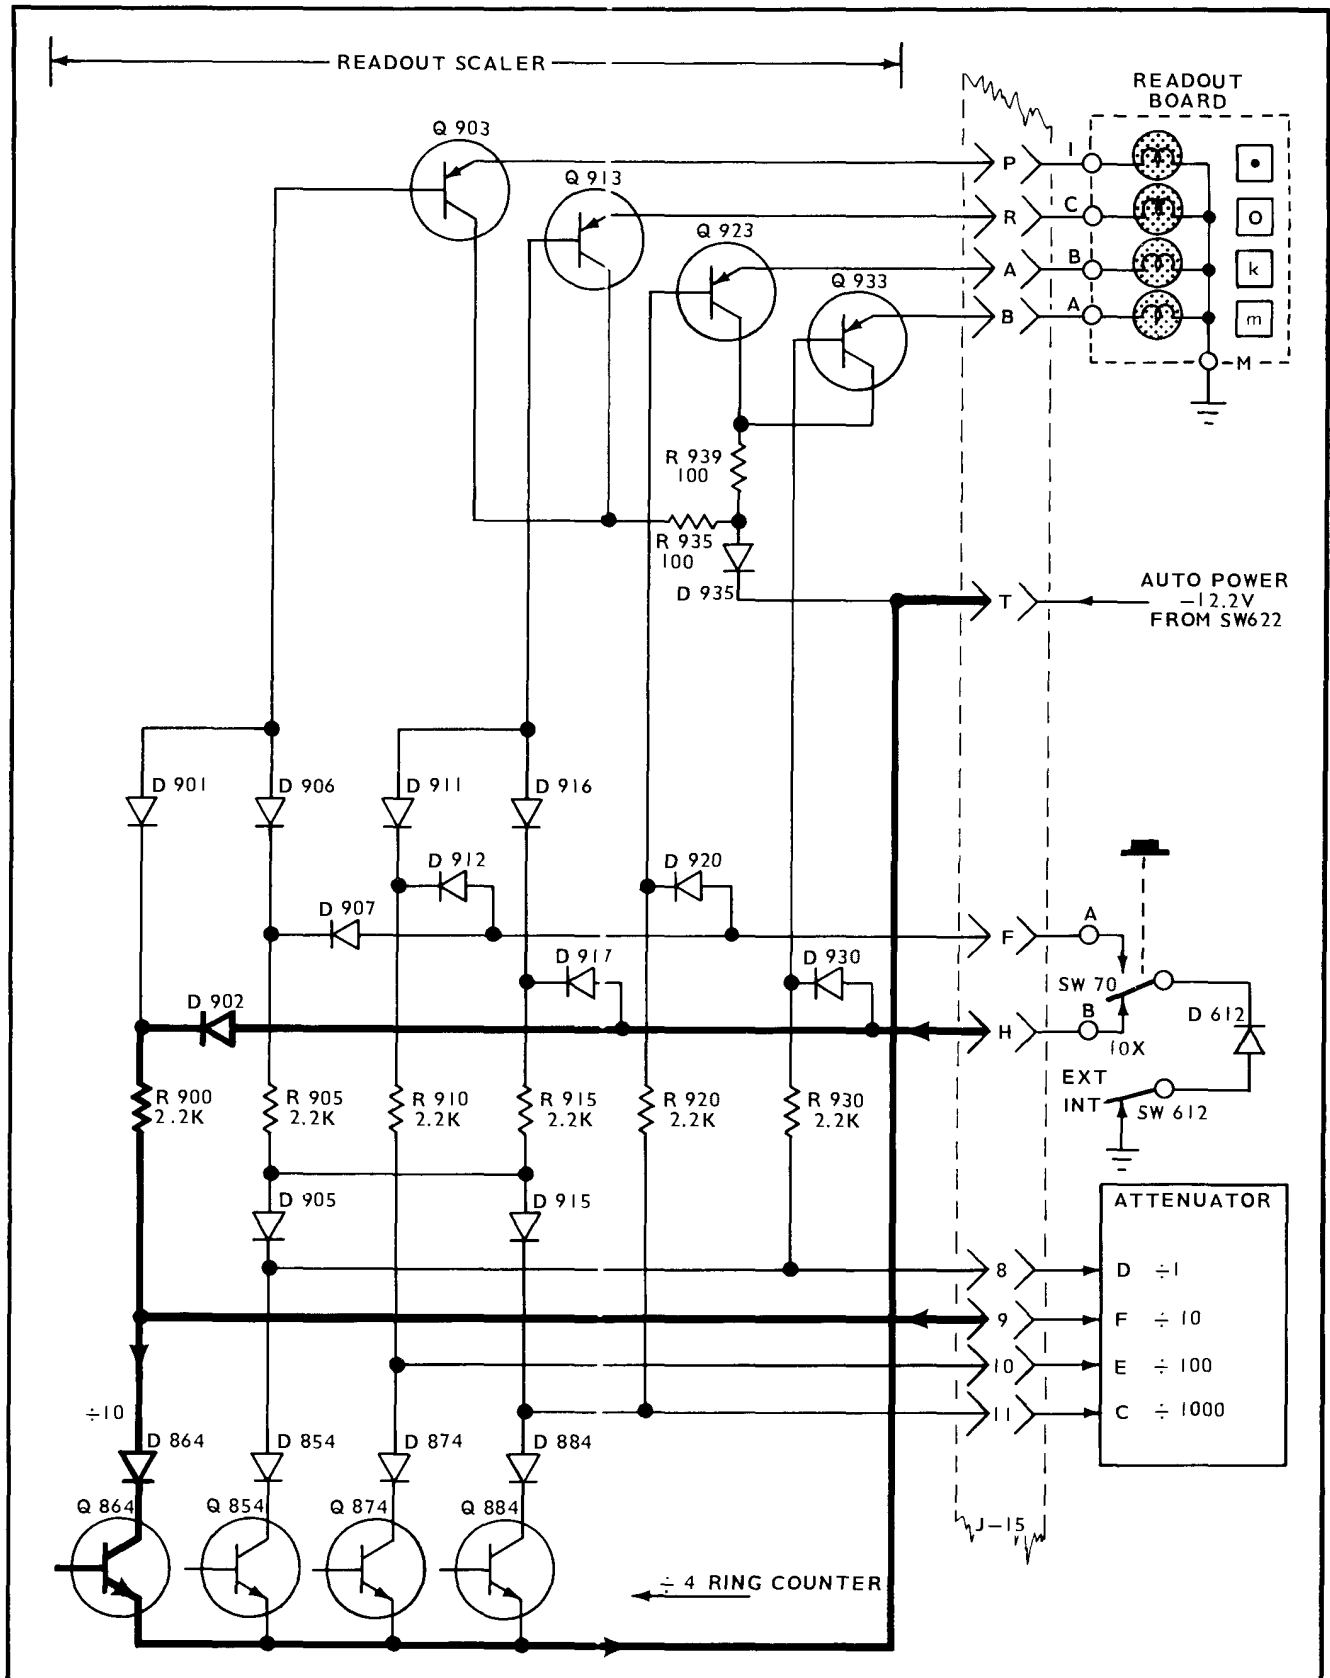 READOUT SCALER
READOUT
BOARD
Q 903
P
I
•
Q 913
R
C
O
Q 923
A
B
k
Q 933
B
A
m
M
R 939
100
R 935
100
D 935
T
AUTO POWER
–12.2V
FROM SW622
D 901
D 906
D 911
D 916
D 912
D 920
D 907
F
A
D 917
D 930
SW 70
D 902
H
B
10X
D 612
EXT
INT
SW 612
R 900
2.2K
R 905
2.2K
R 910
2.2K
R 915
2.2K
R 920
2.2K
R 930
2.2K
D 905
D 915
ATTENUATOR
8
D ÷1
9
F ÷ 10
10
E ÷ 100
11
C ÷ 1000
÷10
D 864
D 854
D 874
D 884
Q 864
Q 854
Q 874
Q 884
J–15
÷ 4 RING COUNTER